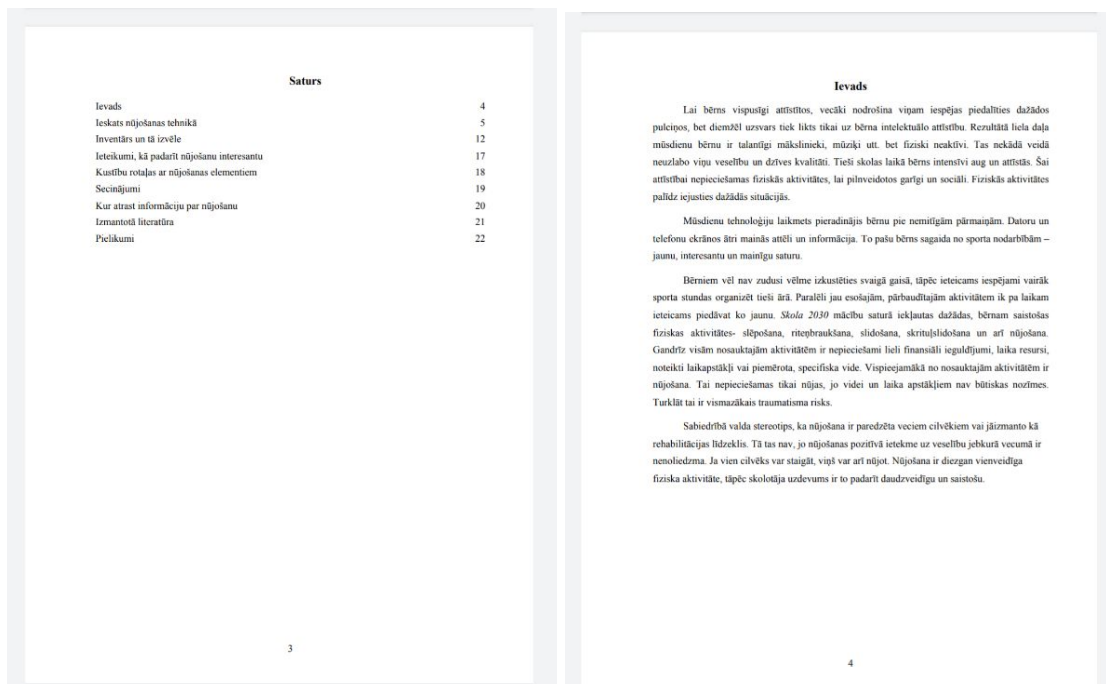 Saturs
Ievads 4
Ieskats nūjošanas tehnikā 5
Inventārs un tā izvēle 12
Ieteikumi, kā padarīt nūjošanu interesantu 17
Kustību rotaļas ar nūjošanas elementiem 18
Secinājumi 19
Kur atrast informāciju par nūjošanu 20
Izmantotā literatūra 21
Pielikumi 22
3
Ievads
Lai bērns vispusīgi attīstītos, vecāki nodrošina viņam iespējas piedalīties dažādos
pulciņos, bet diemžēl uzsvars tiek likts tikai uz bērna intelektuālo attīstību. Rezultātā liela daļa
mūsdienu bērnu ir talantīgi mākslinieki, mūziķi utt. bet fiziski neaktīvi. Tas nekādā veidā
neuzlabo viņu veselību un dzīves kvalitāti. Tieši skolas laikā bērns intensīvi aug un attīstās. Šai
attīstībai nepieciešamas fiziskās aktivitātes, lai pilnveidotos garīgi un sociāli. Fiziskās aktivitātes
palīdz iejusties dažādās situācijās.
Mūsdienu tehnoloģiju laikmets pieradinājis bērnu pie nemitīgām pārmaiņām. Datoru un
telefonu ekrānos ātri mainās attēli un informācija. To pašu bērns sagaida no sporta nodarbībām –
jaunu, interesantu un mainīgu saturu.
Bērniem vēl nav zudusi vēlme izkustēties svaigā gaisā, tāpēc ieteicams iespējami vairāk
sporta stundas organizēt tieši ārā. Paralēli jau esošajām, pārbaudītajām aktivitātem ik pa laikam
ieteicams piedāvāt ko jaunu. Skola 2030 mācību saturā iekļautas dažādas, bērnam saistošas
fiziskas aktivitātes- slēpošana, riteņbraukšana, slidošana, skrituļslidošana un arī nūjošana.
Gandrīz visām nosauktajām aktivitātēm ir nepieciešami lieli finansiāli ieguldījumi, laika resursi,
noteikti laikapstākļi vai piemērota, specifiska vide. Vispieejamākā no nosauktajām aktivitātēm ir
nūjošana. Tai nepieciešamas tikai nūjas, jo videi un laika apstākļiem nav būtiskas nozīmes.
Turklāt tai ir vismazākais traumatisma risks.
Sabiedrībā valda stereotips, ka nūjošana ir paredzēta veciem cilvēkiem vai jāizmanto kā
rehabilitācijas līdzeklis. Tā tas nav, jo nūjošanas pozitīvā ietekme uz veselību jebkurā vecumā ir
nenoliedzma. Ja vien cilvēks var staigāt, viņš var arī nūjot. Nūjošana ir diezgan vienveidīga
fiziska aktivitāte, tāpēc skolotāja uzdevums ir to padarīt daudzveidīgu un saistošu.
4